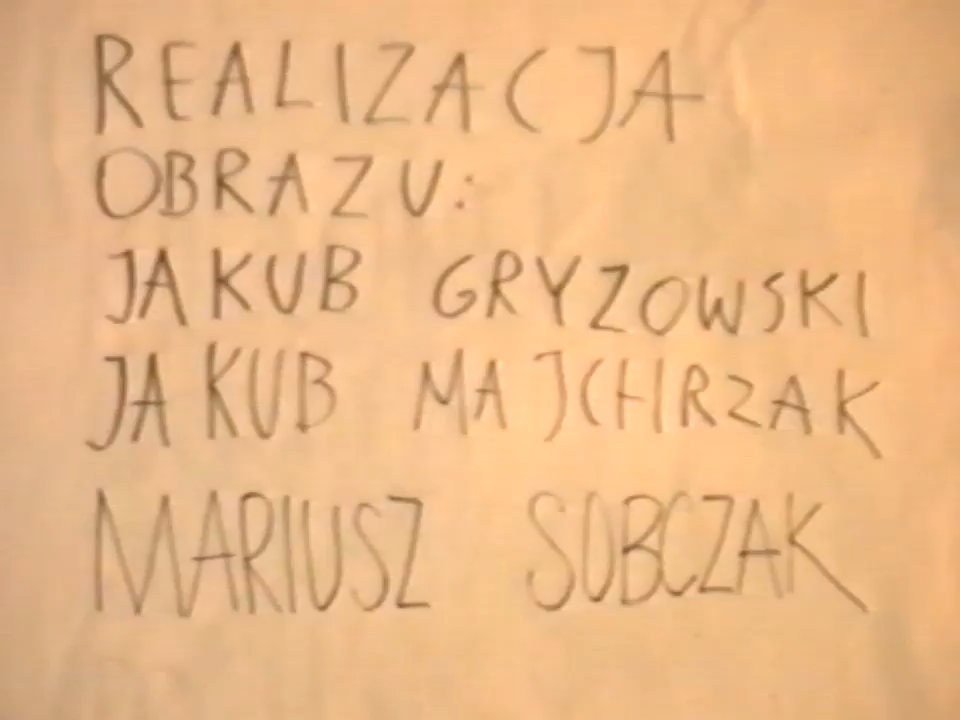 REALIZACJA
OBRAZU:
JAKUB GRYZOWSKI
JAKUB MAJCHRZAK
MARIUSZ SOBCZAK